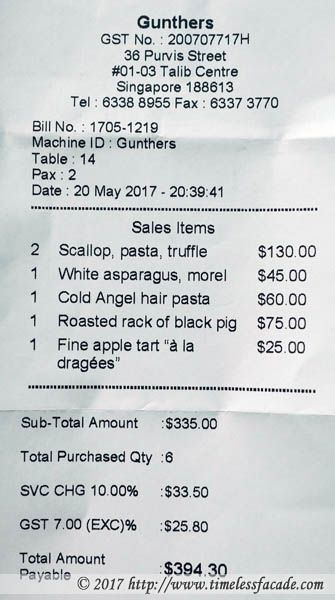 Gunthers
GST No. : 200707717H
36 Purvis Street
#01-03 Talib Centre
Singapore 188613
Tel : 6338 8955 Fax : 6337 3770
Bill No. : 1705-1219
Machine ID : Gunthers
Table : 14
Pax : 2
Date : 20 May 2017 - 20:39:41
Sales Items
2 Scallop, pasta, truffle $130.00
1 White asparagus, morel $45.00
1 Cold Angel hair pasta $60.00
1 Roasted rack of black pig $75.00
1 Fine apple tart “à la $25.00
dragées”
Sub-Total Amount :$335.00
Total Purchased Qty :6
SVC CHG 10.00% :$33.50
GST 7.00 (EXC)% :$25.80
Total Amount
Payable :$394.30
© 2017 http://www.timelessfacade.com